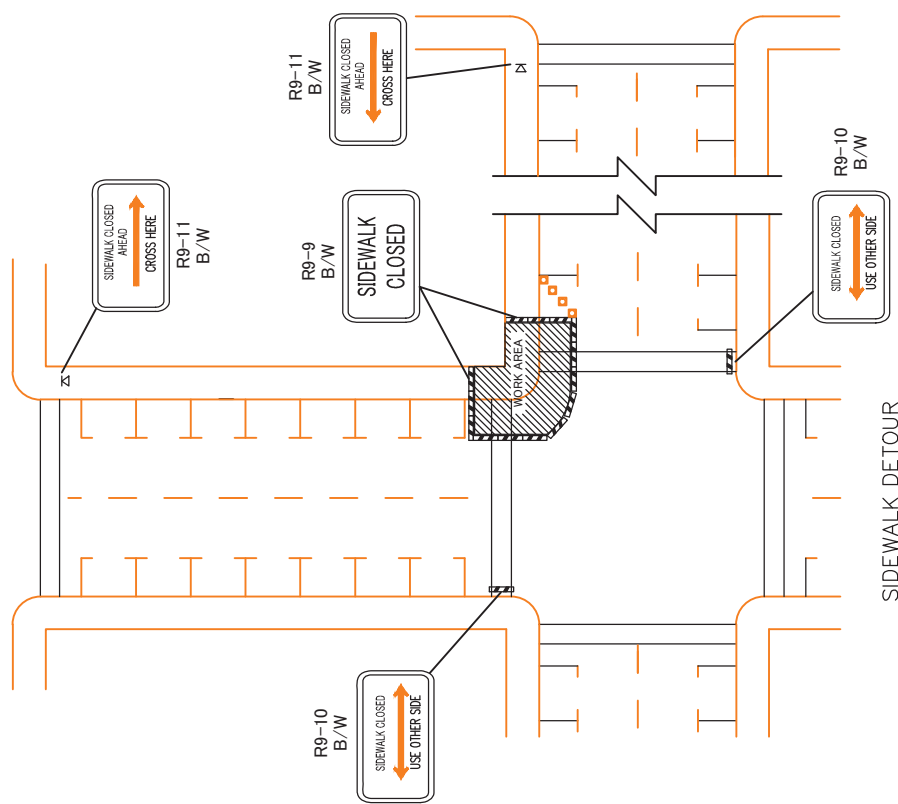 SIDEWALK CLOSED
AHEAD
CROSS HERE
R9-11
B/W
R9-11
B/W
SIDEWALK CLOSED
AHEAD
CROSS HERE
R9-9
B/W
SIDEWALK
CLOSED
R9-10
B/W
SIDEWALK CLOSED
USE OTHER SIDE
WORK AREA
R9-10
B/W
SIDEWALK CLOSED
USE OTHER SIDE
SIDEWALK DETOUR